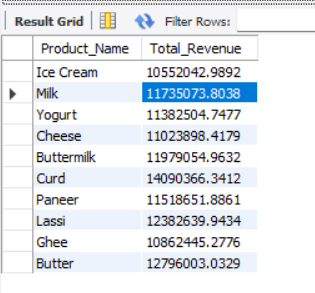 Result Grid Filter Rows:
Product_Name Total_Revenue
Ice Cream 10552042.9892
Milk 11735073.8038
Yogurt 11382504.7477
Cheese 11023898.4179
Buttermilk 11979054.9632
Curd 14090366.3412
Paneer 11518651.8861
Lassi 12382639.9434
Ghee 10862445.2776
Butter 12796003.0329